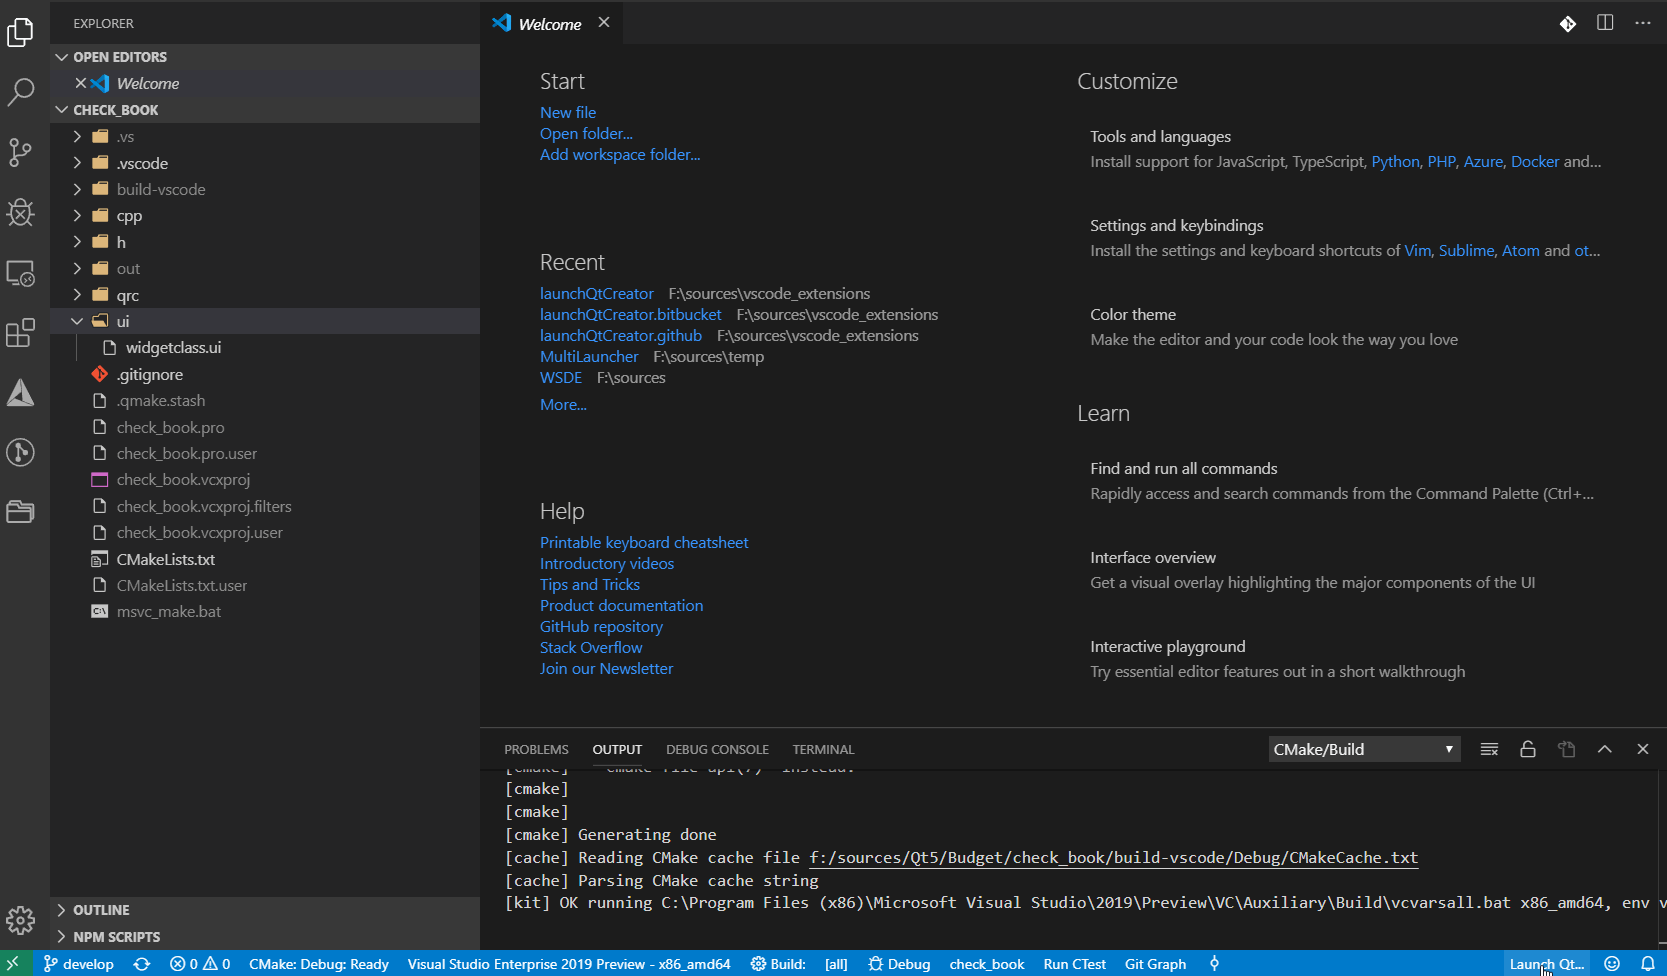 EXPLORER
OPEN EDITORS
Welcome
CHECK_BOOK
.vs
.vscode
build-vscode
cpp
h
out
qrc
ui
widgetclass.ui
.gitignore
.qmake.stash
check_book.pro
check_book.pro.user
check_book.vcxproj
check_book.vcxproj.filters
check_book.vcxproj.user
CMakeLists.txt
CMakeLists.txt.user
msvc_make.bat
OUTLINE
NPM SCRIPTS
Welcome
Start
New file
Open folder...
Add workspace folder...
Recent
launchQtCreator F:\sources\vscode_extensions
launchQtCreator.bitbucket F:\sources\vscode_extensions
launchQtCreator.github F:\sources\vscode_extensions
MultiLauncher F:\sources\temp
WSDE F:\sources
More...
Help
Printable keyboard cheatsheet
Introductory videos
Tips and Tricks
Product documentation
GitHub repository
Stack Overflow
Join our Newsletter
Customize
Tools and languages
Install support for JavaScript, TypeScript, Python, PHP, Azure, Docker and...
Settings and keybindings
Install the settings and keyboard shortcuts of Vim, Sublime, Atom and ot...
Color theme
Make the editor and your code look the way you love
Learn
Find and run all commands
Rapidly access and search commands from the Command Palette (Ctrl+...
Interface overview
Get a visual overlay highlighting the major components of the UI
Interactive playground
Try essential editor features out in a short walkthrough
PROBLEMS OUTPUT DEBUG CONSOLE TERMINAL CMake/Build
[cmake] cmake-file-api(7) instead.
[cmake]
[cmake]
[cmake] Generating done
[cache] Reading CMake cache file f:/sources/Qt5/Budget/check_book/build-vscode/Debug/CMakeCache.txt
[cache] Parsing CMake cache string
[kit] OK running C:\Program Files (x86)\Microsoft Visual Studio\2019\Preview\VC\Auxiliary\Build\vcvarsall.bat x86_amd64, env v
develop 0 0 CMake: Debug: Ready Visual Studio Enterprise 2019 Preview - x86_amd64 Build: [all] Debug check_book Run CTest Git Graph Launch Qt...